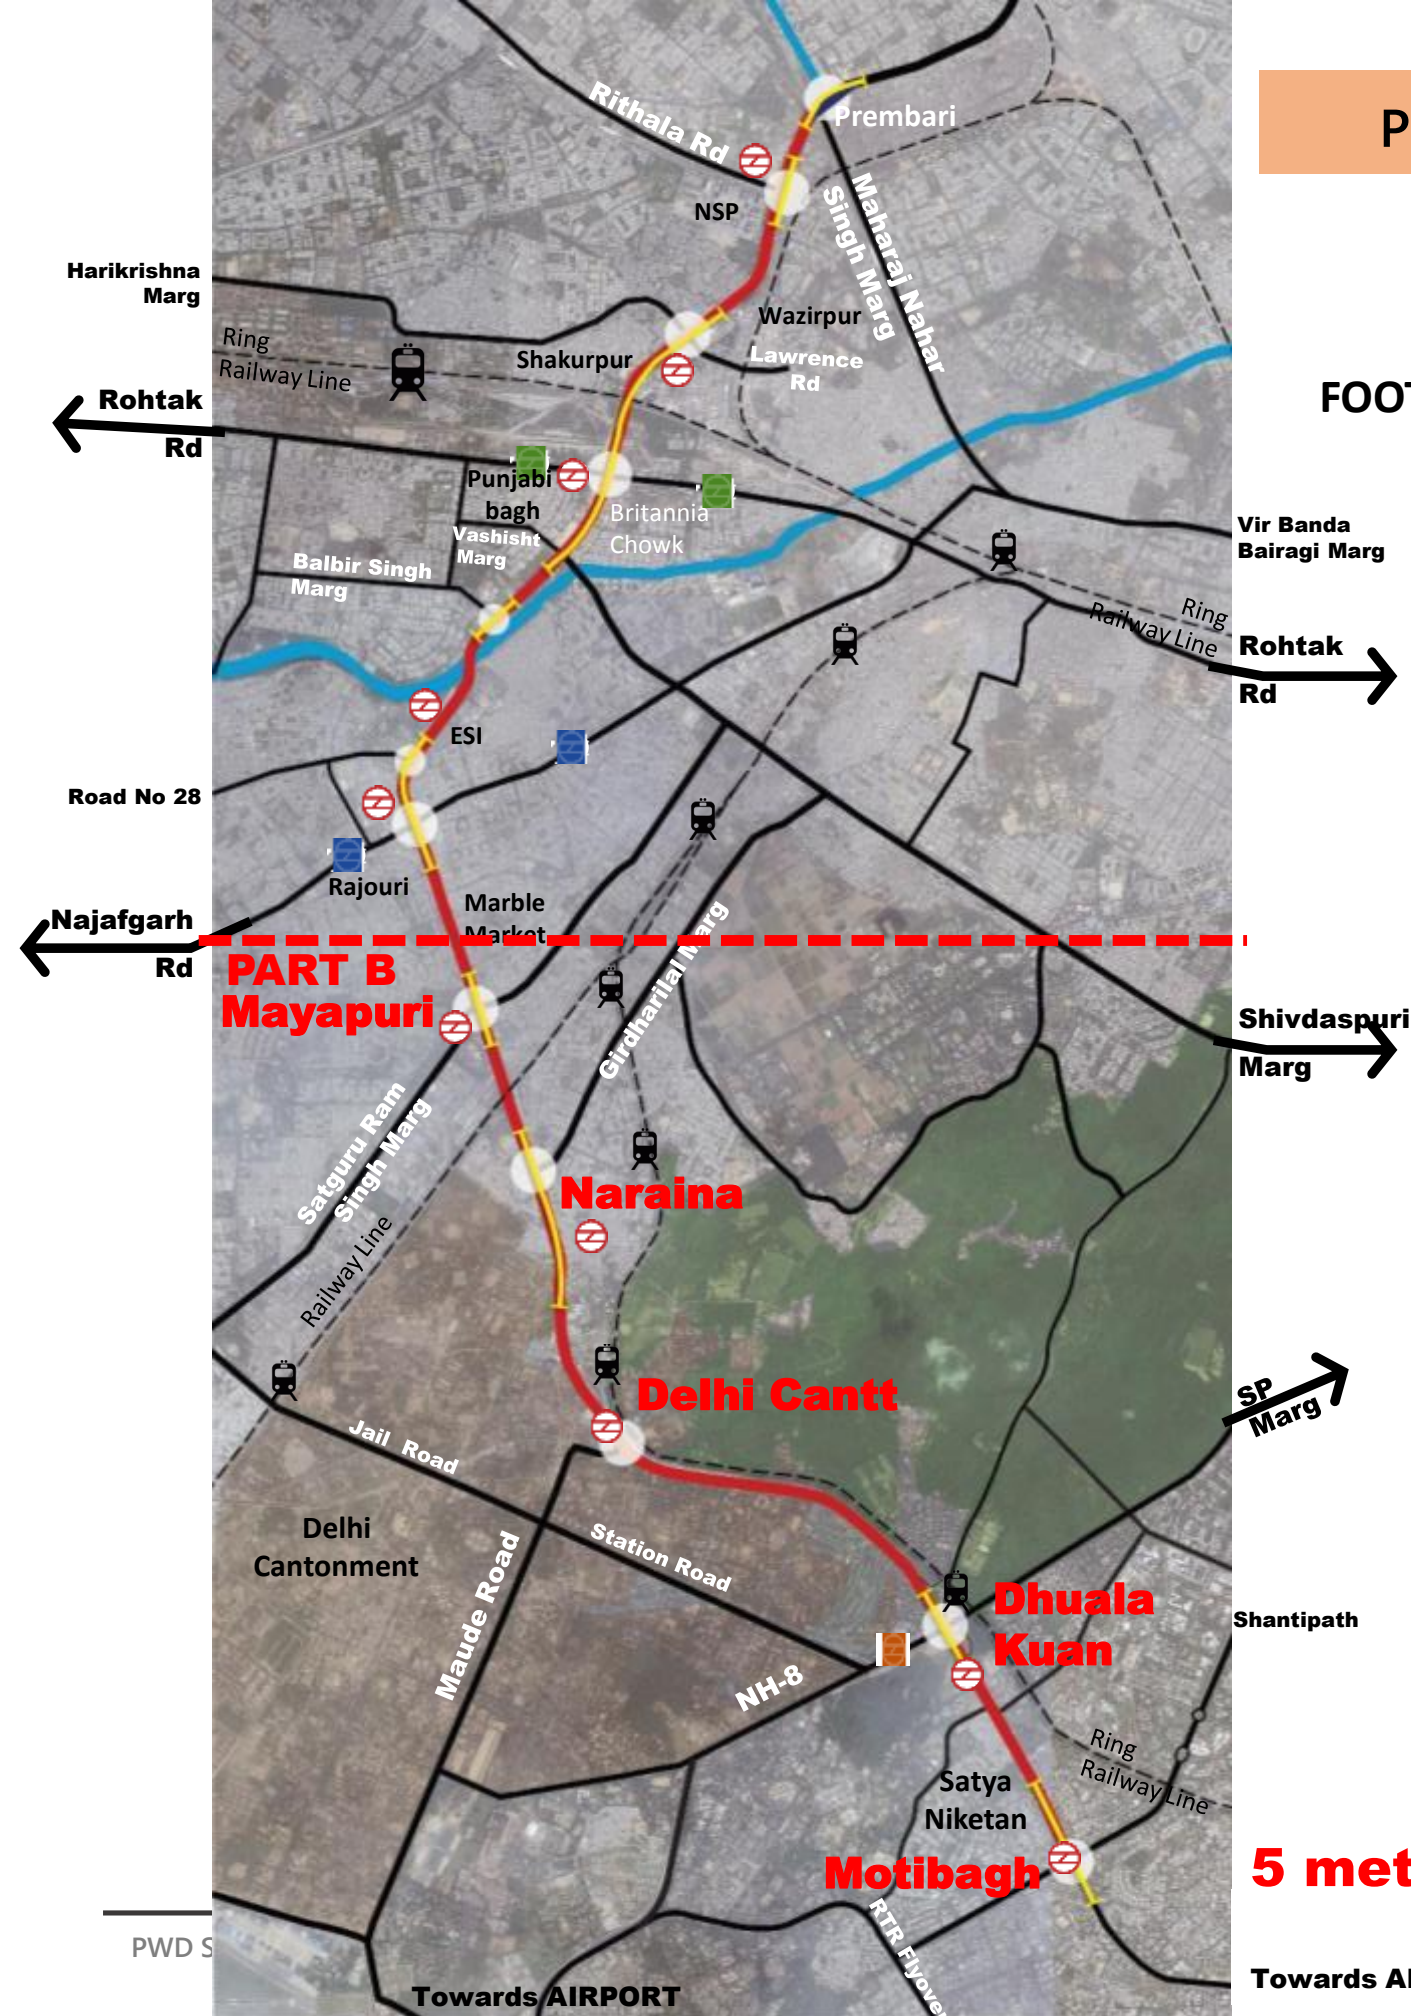 Prembari
Rithala Rd
NSP
Maharaj Nahar
Singh Marg
Harikrishna
Marg
Wazirpur
Ring
Railway Line
Shakurpur
Lawrence
Rd
Rohtak
Rd
FOO
Punjabi
bagh
Britannia
Chowk
Vashisht
Marg
Vir Banda
Bairagi Marg
Balbir Singh
Marg
Ring
Railway Line
Rohtak
Rd
ESI
Road No 28
Rajouri
Marble
Market
Najafgarh
Rd
PART B
Mayapuri
Girdharilal Marg
Shivdaspuri
Marg
Satguru Ram
Singh Marg
Naraina
Railway Line
Delhi Cantt
SP
Marg
Jail Road
Delhi
Cantonment
Station Road
Maude Road
Dhuala
Kuan
Shantipath
NH-8
Ring
Railway Line
Satya
Niketan
Motibagh
5 met
RTR Flyover
PWD S
Towards AIRPORT
Towards AI